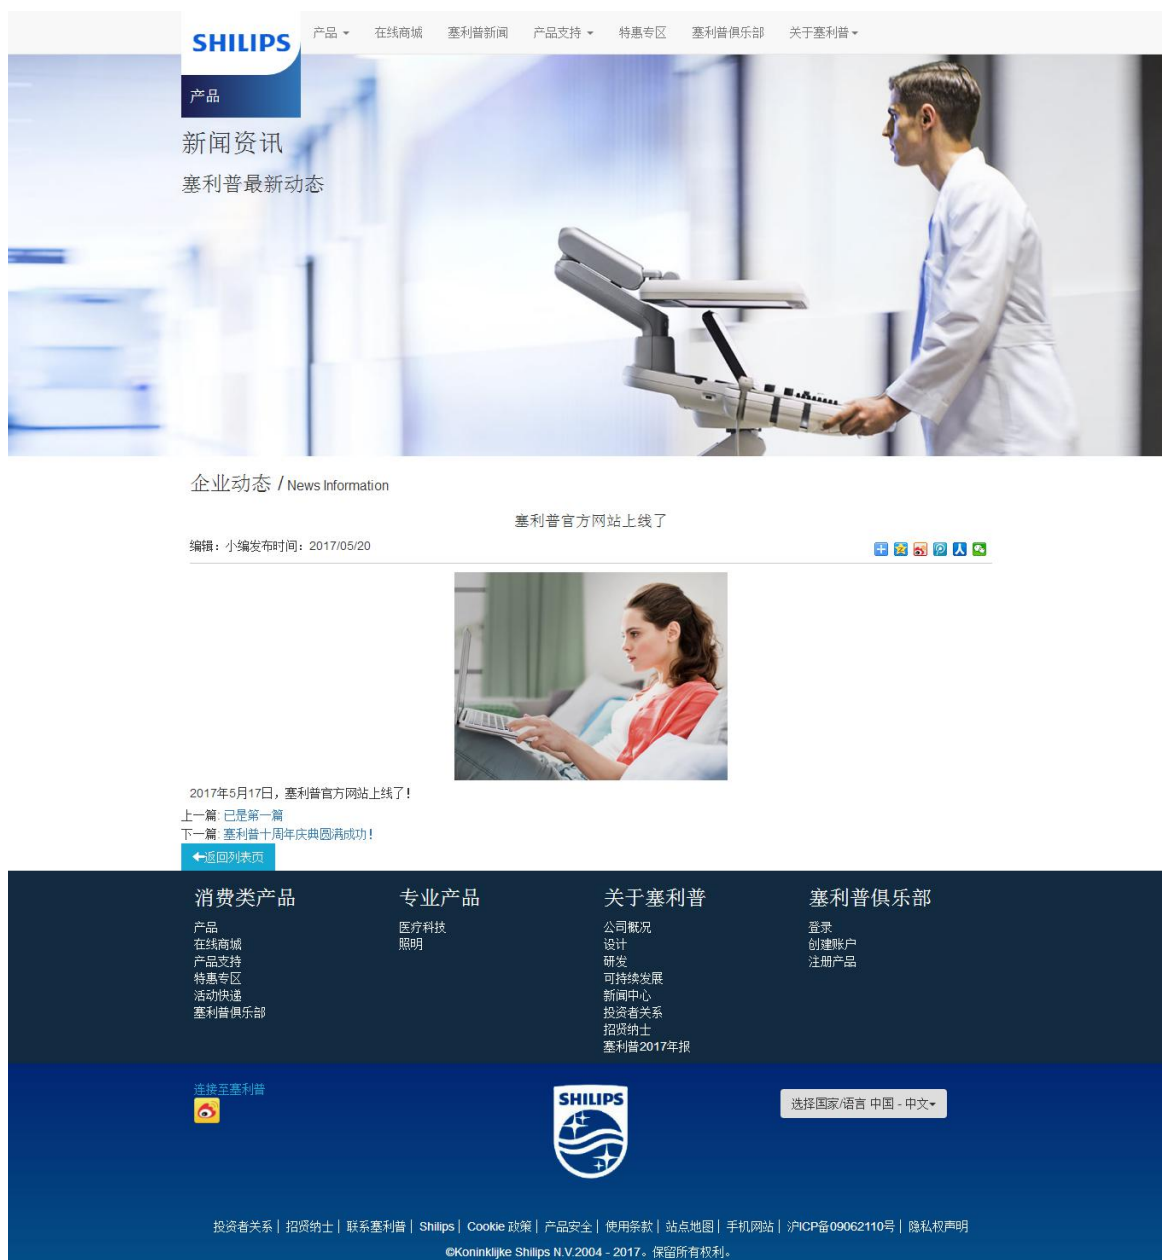 SHILIPS
产品 在线商城 塞利普新闻 产品支持 特惠专区 塞利普俱乐部 关于塞利普
产品
新闻资讯
塞利普最新动态
企业动态 / News Information
塞利普官方网站上线了
编辑：小编发布时间：2017/05/20
2017年5月17日，塞利普官方网站上线了！
上一篇: 已是第一篇
下一篇: 塞利普十周年庆典圆满成功！
返回列表页
消费类产品
产品
在线商城
产品支持
特惠专区
活动快递
塞利普俱乐部
专业产品
医疗科技
照明
关于塞利普
公司概况
设计
研发
可持续发展
新闻中心
投资者关系
招贤纳士
塞利普2017年报
塞利普俱乐部
登录
创建账户
注册产品
连接至塞利普
SHILIPS
选择国家/语言 中国 - 中文
投资者关系| 招贤纳士| 联系塞利普| Shilips| Cookie 政策| 产品安全| 使用条款| 站点地图| 手机网站| 沪ICP备09062110号| 隐私权声明
©Koninklijke Shilips N.V.2004 - 2017。保留所有权利。